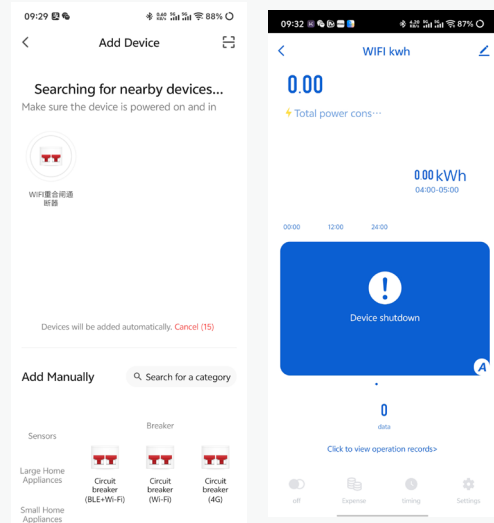 09:29
88%
Add Device
Searching for nearby devices...
Make sure the device is powered on and in
WIFI重合闸通
断器
Devices will be added automatically. Cancel (15)
Add Manually
Search for a category
Sensors
Large Home
Appliances
Small Home
Appliances
Breaker
Circuit
breaker
(BLE+Wi-Fi)
Circuit
breaker
(Wi-Fi)
Circuit
breaker
(4G)
09:32
87%
WIFI kwh
0.00
Total power cons···
0.00 kWh
04:00-05:00
00:00 12:00 24:00
Device shutdown
A
0
data
Click to view operation records>
off
Expense
timing
Settings